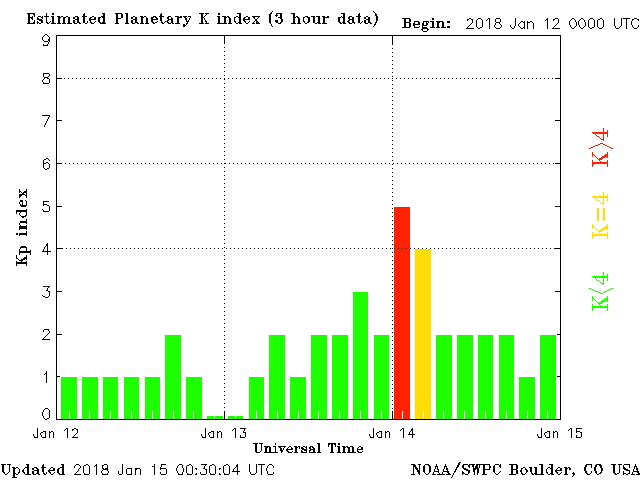 Estimated Planetary K index (3 hour data) Begin: 2018 Jan 12 0000 UTC
9
8
7
6
5
4
3
2
1
0
Kp index
K>4
K=4
K<4
Jan 12 Jan 13 Jan 14 Jan 15
Universal Time
Updated 2018 Jan 15 00:30:04 UTC NOAA/SWPC Boulder, CO USA